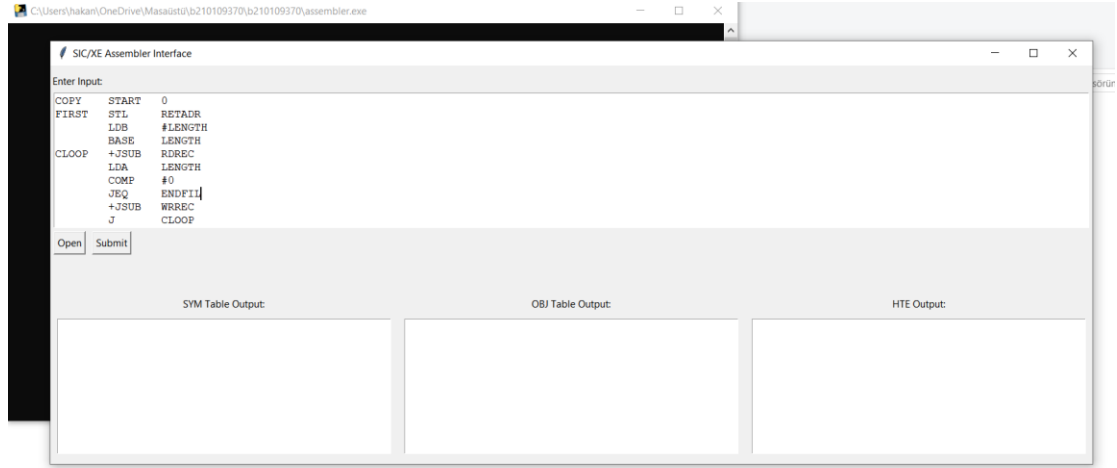 C:\Users\hakan\OneDrive\Masaüstü\b210109370\b210109370\assembler.exe
SIC/XE Assembler Interface
Enter Input:
COPY START 0
FIRST STL RETADR
LDB #LENGTH
BASE LENGTH
CLOOP +JSUB RDREC
LDA LENGTH
COMP #0
JEQ ENDFIL
+JSUB WRREC
J CLOOP
Open Submit
SYM Table Output: OBJ Table Output: HTE Output: